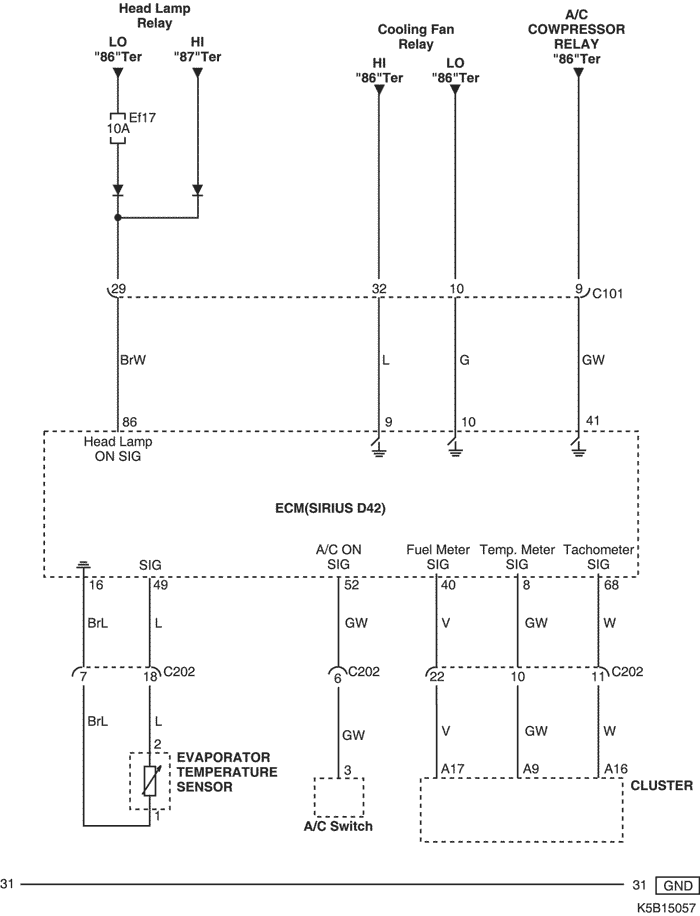 Head Lamp
Relay
LO
"86"Ter
HI
"87"Ter
Cooling Fan
Relay
HI
"86"Ter
LO
"86"Ter
A/C
COWPRESSOR
RELAY
"86"Ter
Ef17
10A
29
32
10
9
C101
BrW
L
G
GW
86
9
10
41
Head Lamp
ON SIG
ECM(SIRIUS D42)
SIG
A/C ON
SIG
Fuel Meter
SIG
Temp. Meter
SIG
Tachometer
SIG
16
49
52
40
8
68
BrL
L
GW
V
GW
W
7
18
C202
6
C202
22
10
11
C202
BrL
L
GW
V
GW
W
2
3
A17
A9
A16
EVAPORATOR
TEMPERATURE
SENSOR
1
A/C Switch
CLUSTER
31
31
GND
K5B15057